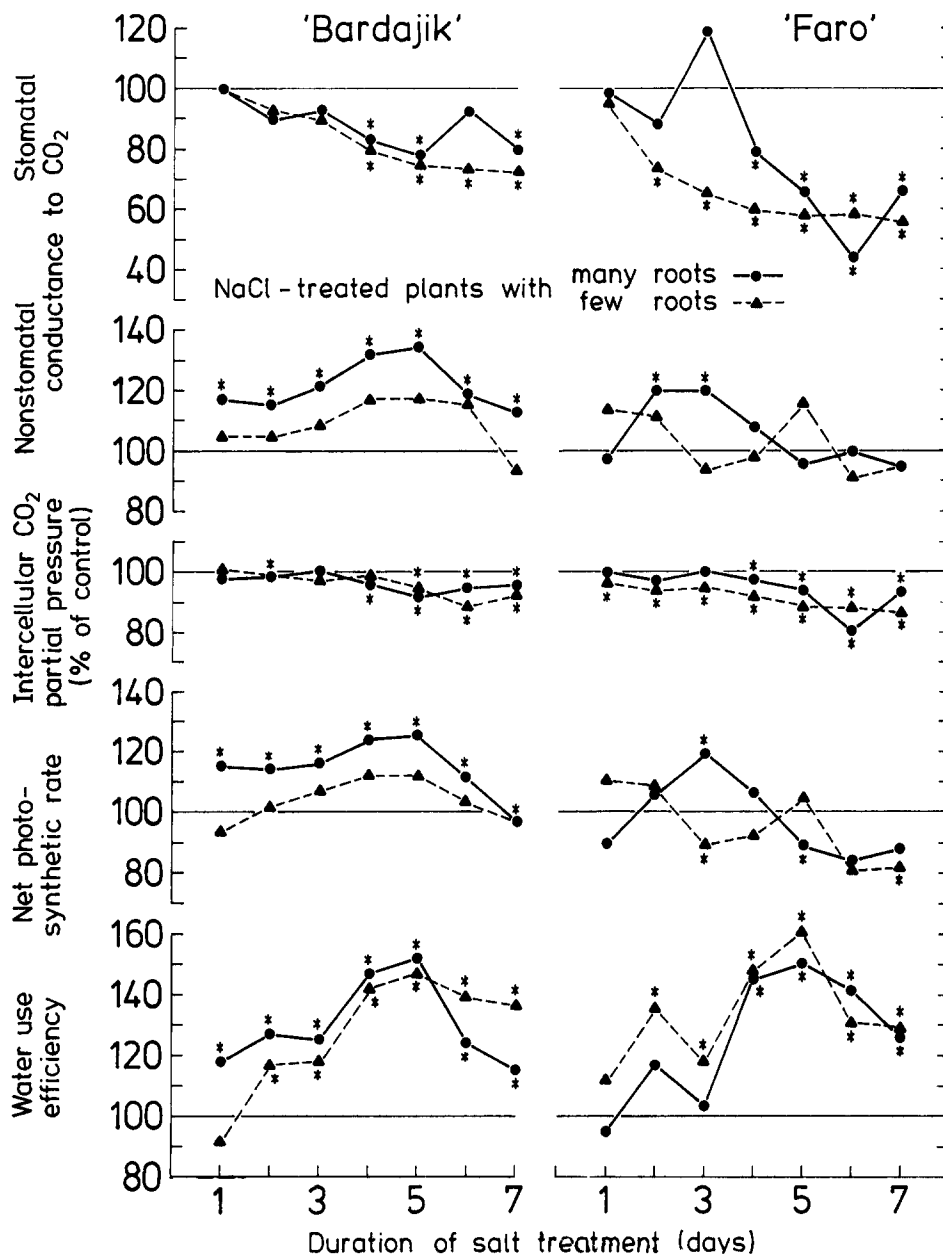 'Bardajik'
'Faro'
Stomatal
conductance to CO2
Nonstomatal
120
100
80
60
40
NaCl-treated plants with many roots
few roots
140
120
100
80
Intercellular CO2
partial pressure
(% of control)
100
80
Net photo-
synthetic rate
120
100
80
Water use
efficiency
160
140
120
100
80
1 3 5 7
1 3 5 7
Duration of salt treatment (days)